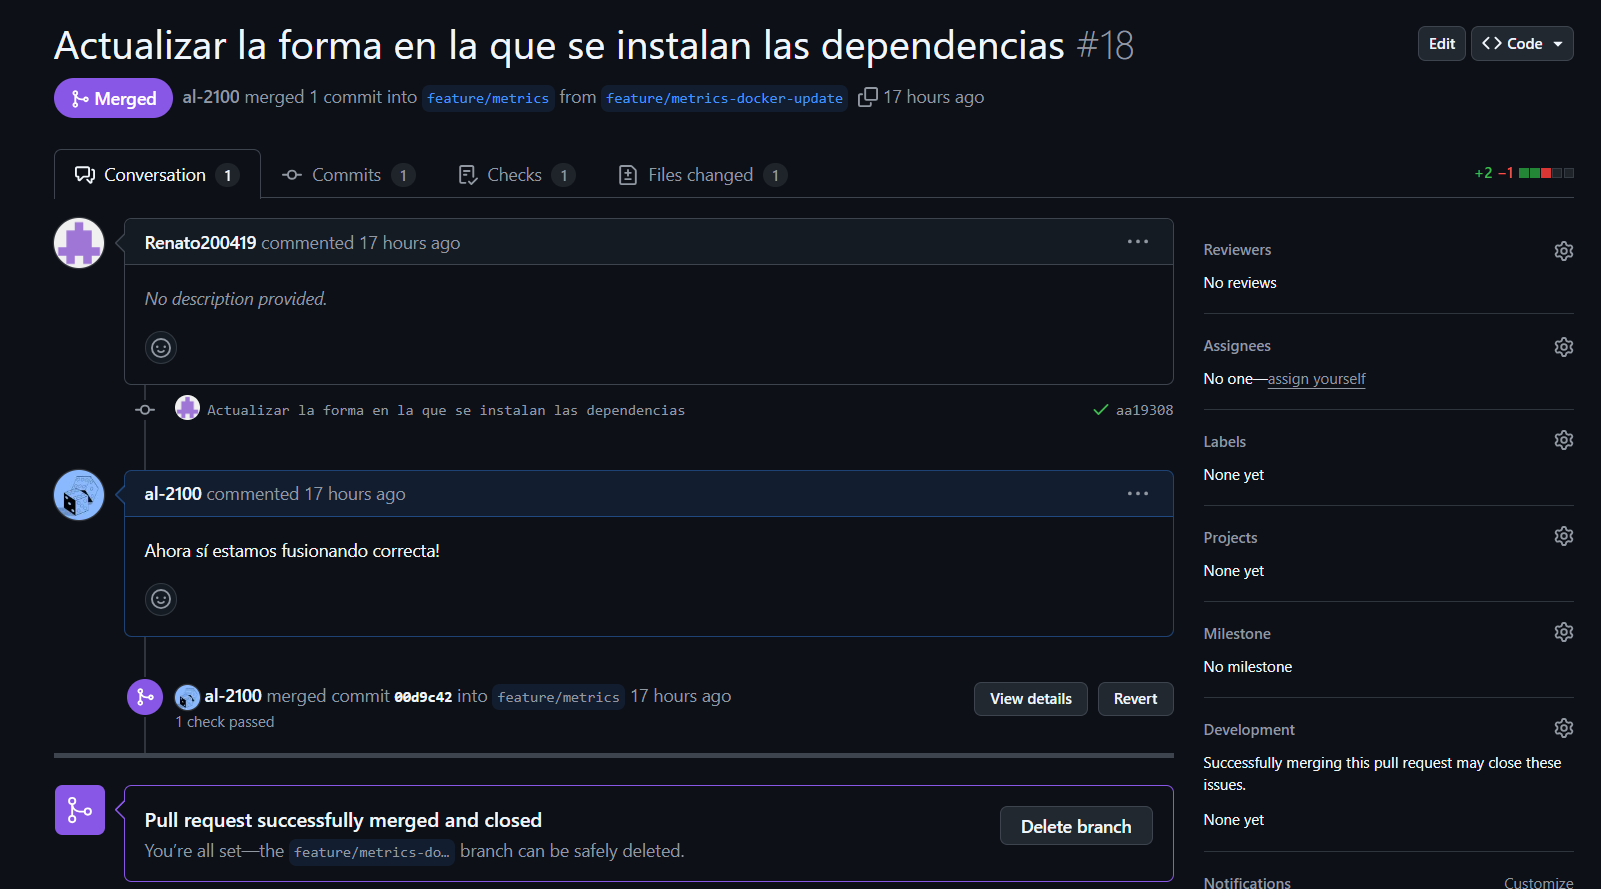 Actualizar la forma en la que se instalan las dependencias #18
Edit
Code
Merged
al-2100 merged 1 commit into feature/metrics from feature/metrics-docker-update 17 hours ago
Conversation 1
Commits 1
Checks 1
Files changed 1
+2 −1
Renato200419 commented 17 hours ago
No description provided.
Actualizar la forma en la que se instalan las dependencias
aa19308
al-2100 commented 17 hours ago
Ahora sí estamos fusionando correcta!
al-2100 merged commit 00d9c42 into feature/metrics 17 hours ago
1 check passed
View details
Revert
Pull request successfully merged and closed
You're all set—the feature/metrics-do… branch can be safely deleted.
Delete branch
Reviewers
No reviews
Assignees
No one—assign yourself
Labels
None yet
Projects
None yet
Milestone
No milestone
Development
Successfully merging this pull request may close these
issues.
None yet
Notifications
Customize